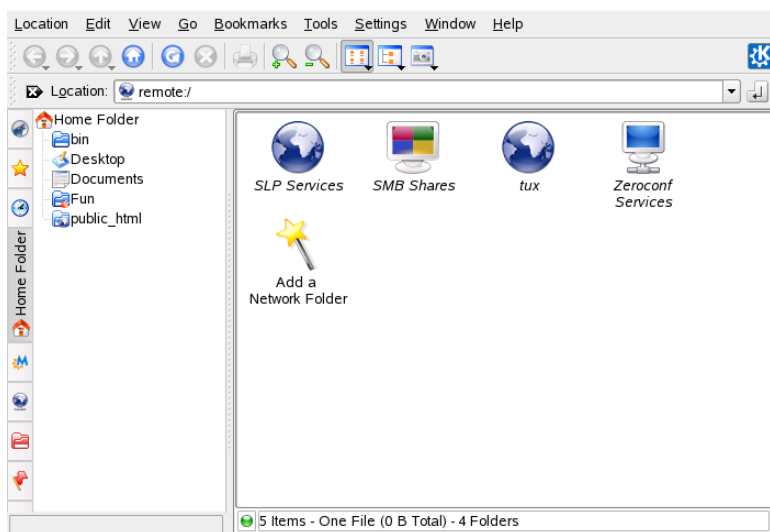 Location Edit View Go Bookmarks Tools Settings Window Help
Location: remote:/
Home Folder
bin
Desktop
Documents
Fun
public_html
Home Folder
SLP Services
SMB Shares
tux
Zeroconf
Services
Add a
Network Folder
5 Items - One File (0 B Total) - 4 Folders